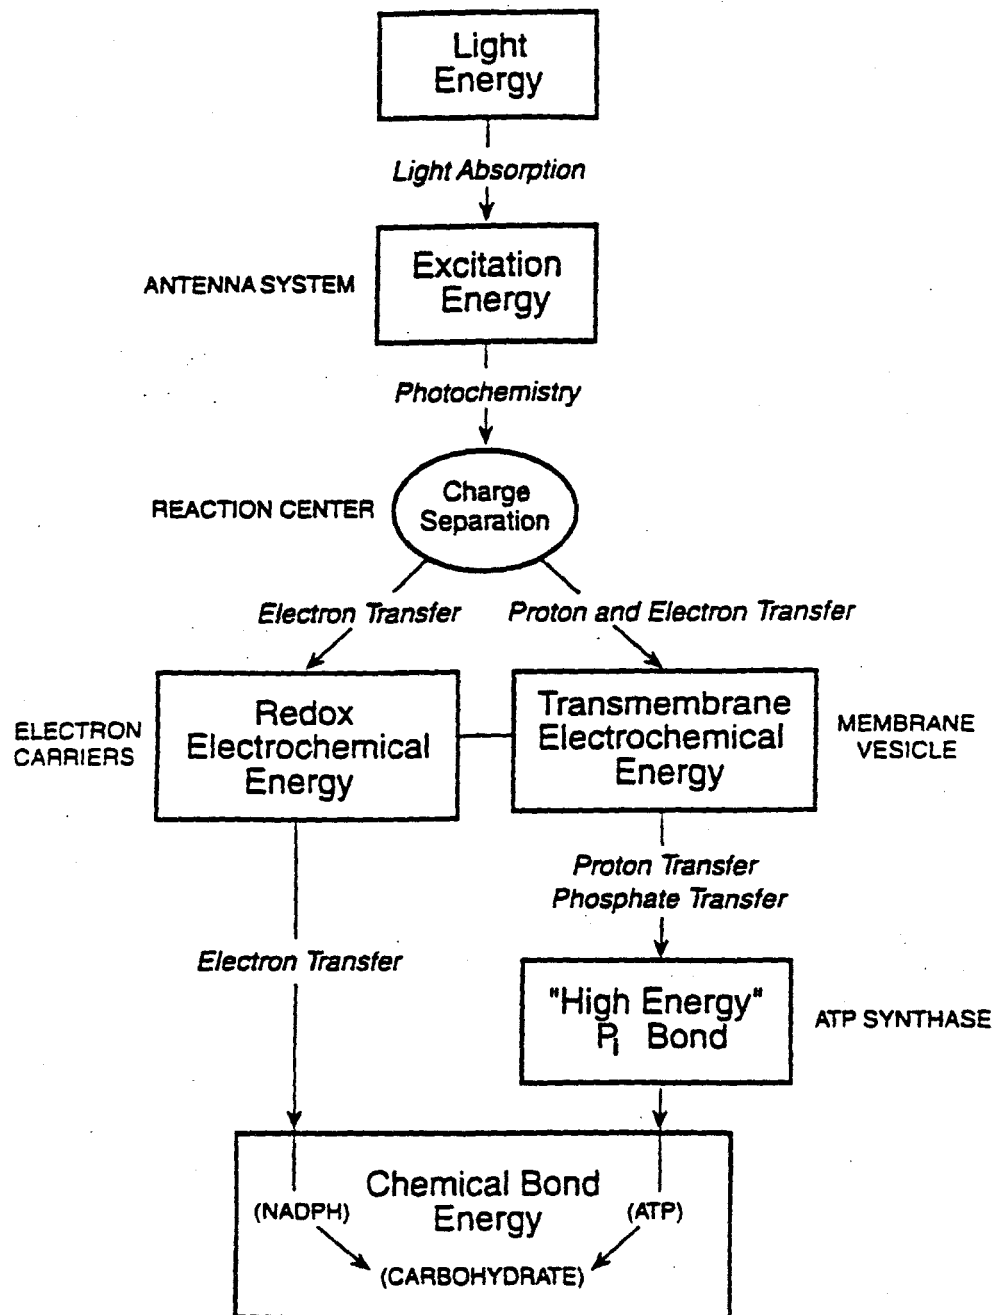 Light
Energy
Light Absorption
ANTENNA SYSTEM
Excitation
Energy
Photochemistry
REACTION CENTER
Charge
Separation
Electron Transfer
Proton and Electron Transfer
ELECTRON
CARRIERS
Redox
Electrochemical
Energy
Transmembrane
Electrochemical
Energy
MEMBRANE
VESICLE
Proton Transfer
Phosphate Transfer
Electron Transfer
"High Energy"
Pi Bond
ATP SYNTHASE
Chemical Bond
Energy
(NADPH)
(ATP)
(CARBOHYDRATE)